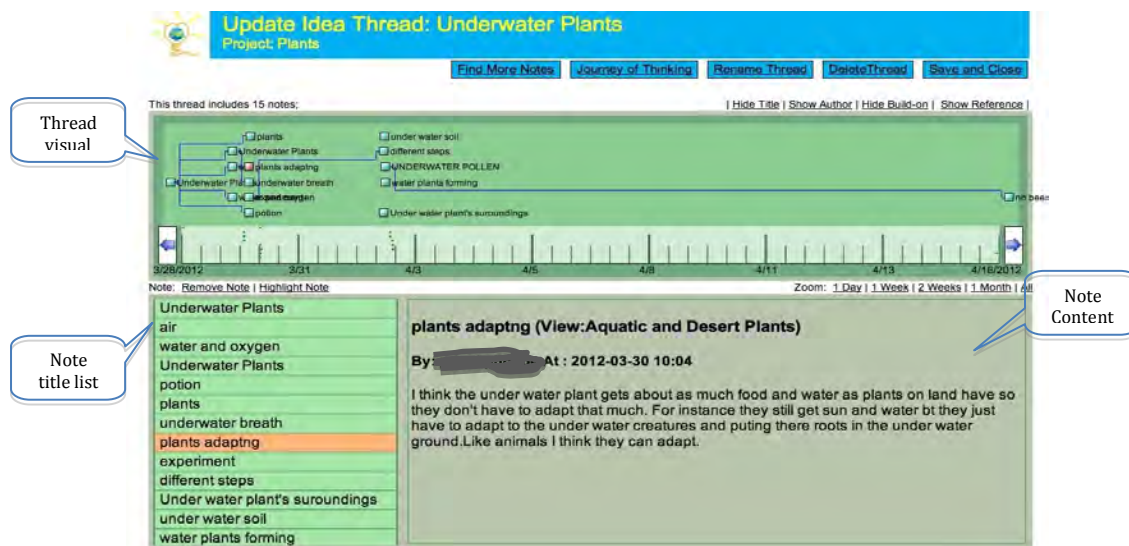 Update Idea Thread: Underwater Plants
Project: Plants
Find More Notes Journey of Thinking Rename Thread DeleteThread Save and Close
This thread includes 15 notes;
| Hide Title | Show Author | Hide Build-on | Show Reference |
Thread
visual
plants
under water soil
Underwater Plants
different steps
plants adaptng
UNDERWATER POLLEN
Underwater underwater breath
water plants forming
no bees
potion
Under water plant's suroundings
3/28/2012 3/31 4/3 4/5 4/8 4/11 4/13 4/18/2012
Note: Remove Note | Highlight Note
Zoom: 1 Day | 1 Week | 2 Weeks | 1 Month | All
Note
Content
Note
title list
Underwater Plants
air
water and oxygen
Underwater Plants
potion
plants
underwater breath
plants adaptng
experiment
different steps
Under water plant's suroundings
under water soil
water plants forming
plants adaptng (View:Aquatic and Desert Plants)
By: At : 2012-03-30 10:04
I think the under water plant gets about as much food and water as plants on land have so
they don't have to adapt that much. For instance they still get sun and water bt they just
have to adapt to the under water creatures and puting there roots in the under water
ground.Like animals I think they can adapt.